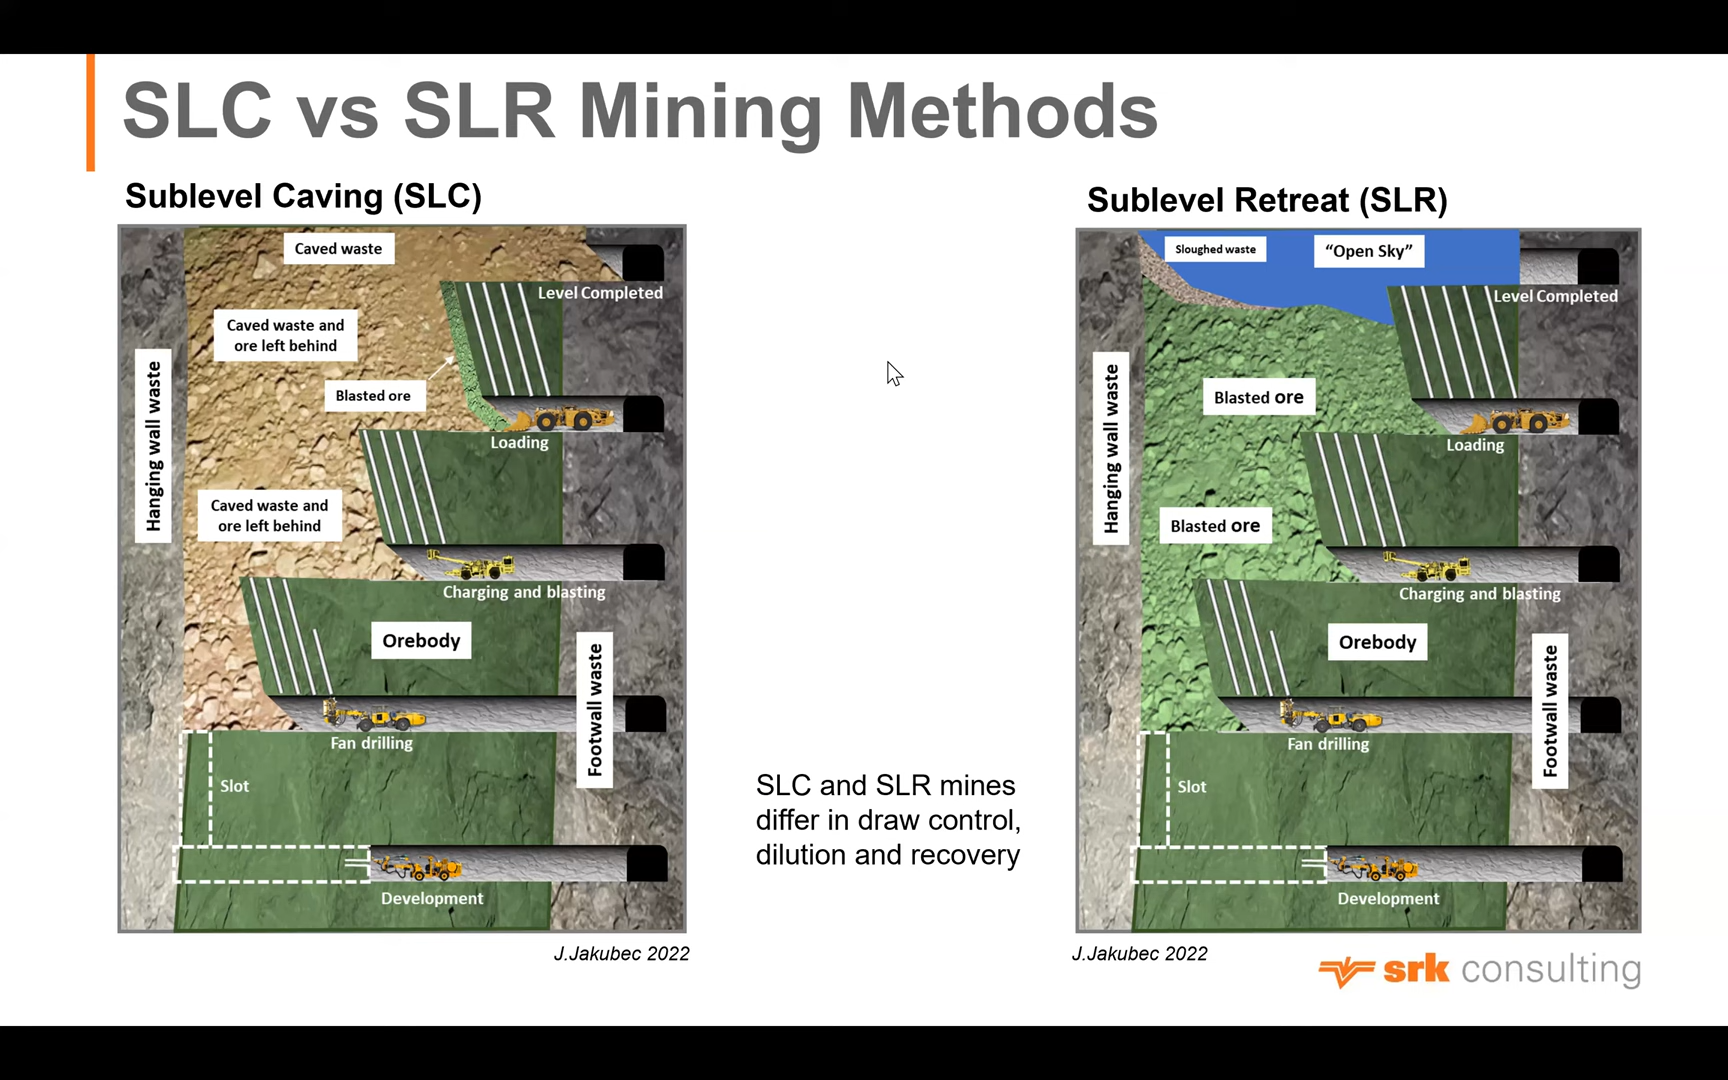 SLC vs SLR Mining Methods
Sublevel Caving (SLC)
Caved waste
Level Completed
Caved waste and
ore left behind
Blasted ore
Hanging wall waste
Loading
Caved waste and
ore left behind
Charging and blasting
Orebody
Footwall waste
Fan drilling
Slot
Development
J.Jakubec 2022
SLC and SLR mines
differ in draw control,
dilution and recovery
Sublevel Retreat (SLR)
Sloughed waste
“Open Sky”
Level Completed
Blasted ore
Hanging wall waste
Loading
Blasted ore
Charging and blasting
Orebody
Footwall waste
Fan drilling
Slot
Development
J.Jakubec 2022
srk consulting